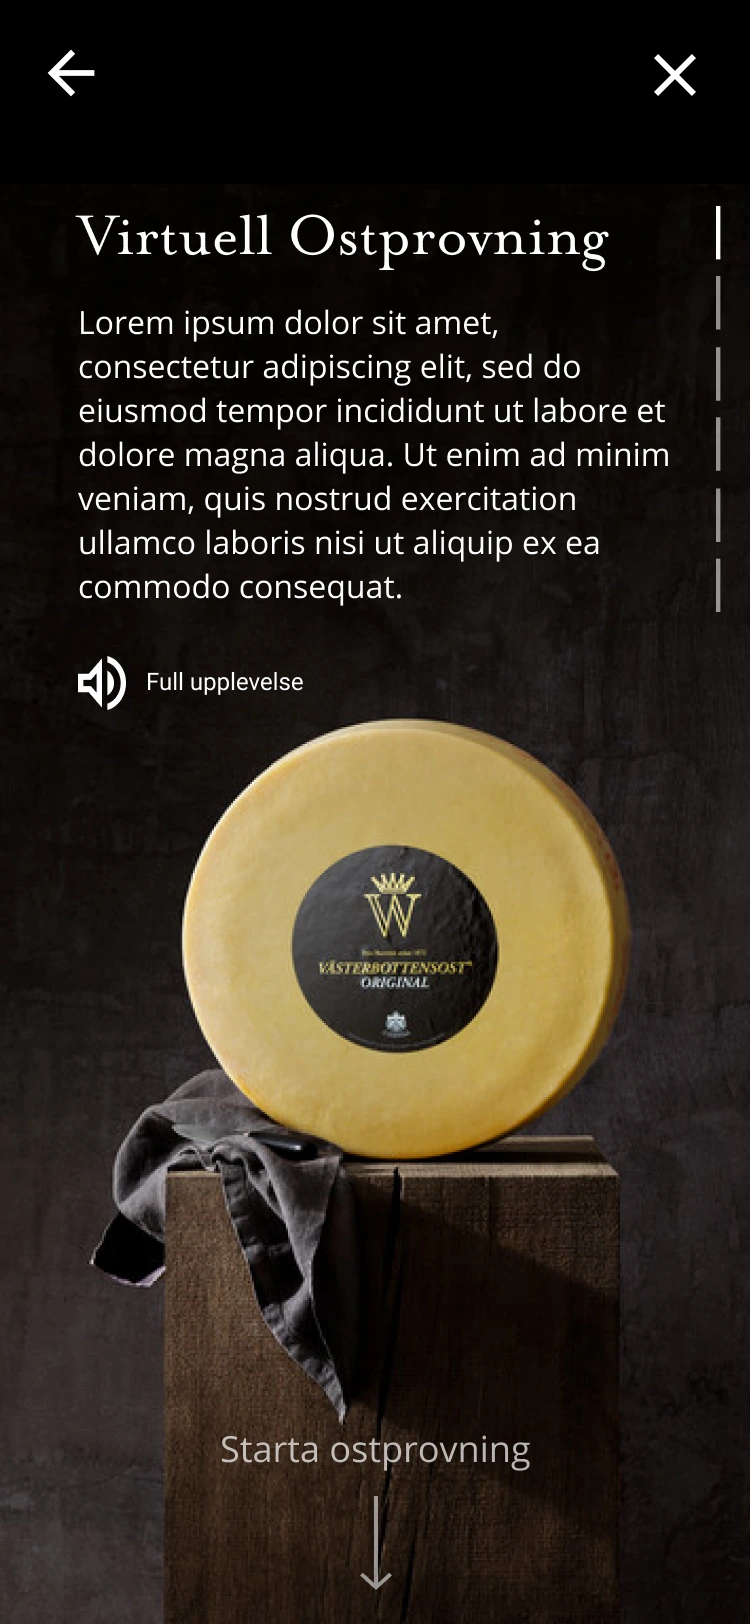 Virtuell Ostprovning
Lorem ipsum dolor sit amet,
consectetur adipiscing elit, sed do
eiusmod tempor incididunt ut labore et
dolore magna aliqua. Ut enim ad minim
veniam, quis nostrud exercitation
ullamco laboris nisi ut aliquip ex ea
commodo consequat.
Full upplevelse
W
VÄSTERBOTTENSOST®
ORIGINAL
Starta ostprovning